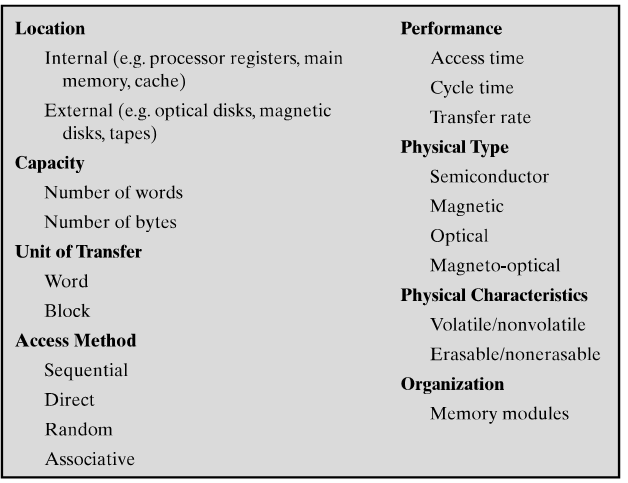 Location
Internal (e.g. processor registers, main
memory, cache)
External (e.g. optical disks, magnetic
disks, tapes)
Capacity
Number of words
Number of bytes
Unit of Transfer
Word
Block
Access Method
Sequential
Direct
Random
Associative
Performance
Access time
Cycle time
Transfer rate
Physical Type
Semiconductor
Magnetic
Optical
Magneto-optical
Physical Characteristics
Volatile/nonvolatile
Erasable/nonerasable
Organization
Memory modules